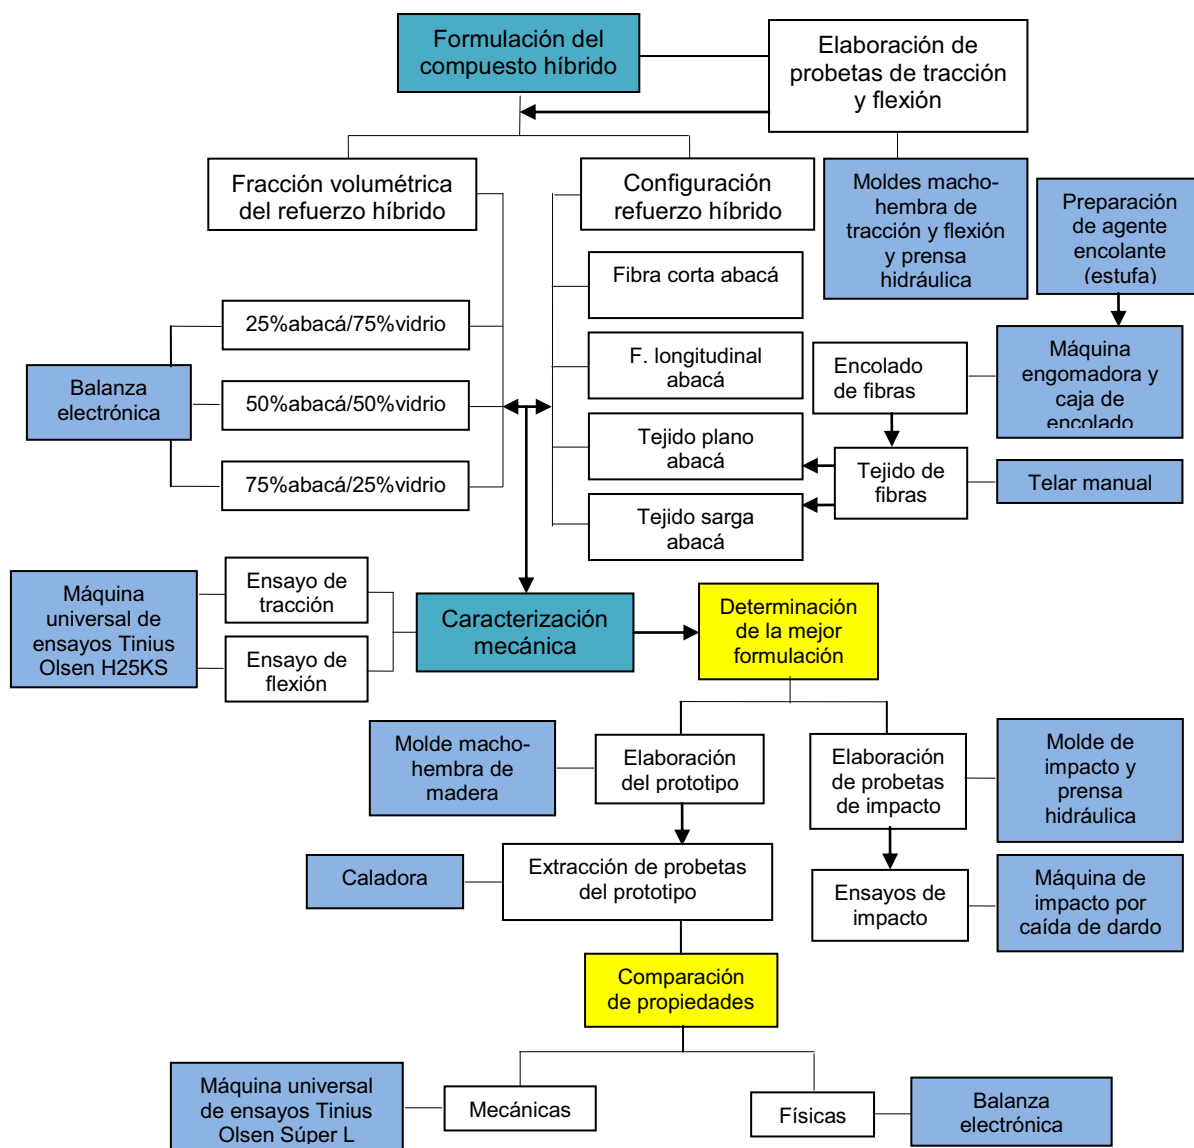 Formulación del
compuesto híbrido
Elaboración de
probetas de tracción
y flexión
Fracción volumétrica
del refuerzo híbrido
Configuración
refuerzo híbrido
Moldes macho-
hembra de
tracción y flexión
y prensa
hidráulica
Preparación
de agente
encolante
(estufa)
Fibra corta abacá
25%abacá/75%vidrio
F. longitudinal
abacá
Encolado
de fibras
Máquina
engomadora y
caja de
encolado
Balanza
electrónica
50%abacá/50%vidrio
Tejido plano
abacá
Tejido de
fibras
Telar manual
75%abacá/25%vidrio
Tejido sarga
abacá
Máquina
universal de
ensayos Tinius
Olsen H25KS
Ensayo de
tracción
Ensayo de
flexión
Caracterización
mecánica
Determinación
de la mejor
formulación
Molde macho-
hembra de
madera
Elaboración
del prototipo
Elaboración
de probetas
de impacto
Molde de
impacto y
prensa
hidráulica
Caladora
Extracción de probetas
del prototipo
Ensayos de
impacto
Máquina de
impacto por
caída de dardo
Comparación
de propiedades
Máquina universal
de ensayos Tinius
Olsen Súper L
Mecánicas
Físicas
Balanza
electrónica